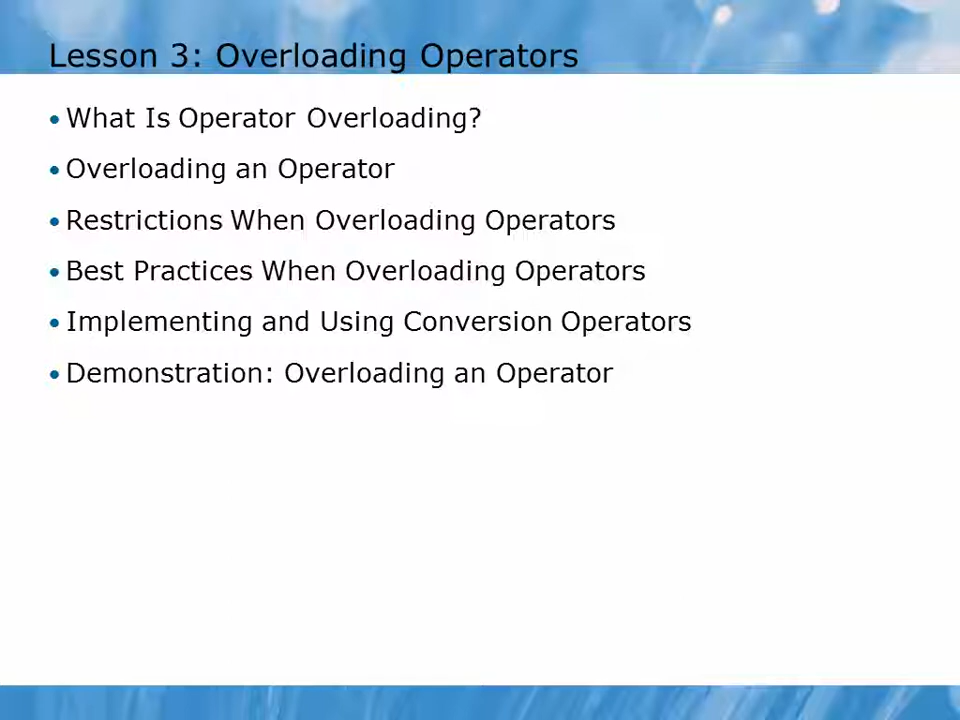 Lesson 3: Overloading Operators
• What Is Operator Overloading?
• Overloading an Operator
• Restrictions When Overloading Operators
• Best Practices When Overloading Operators
• Implementing and Using Conversion Operators
• Demonstration: Overloading an Operator